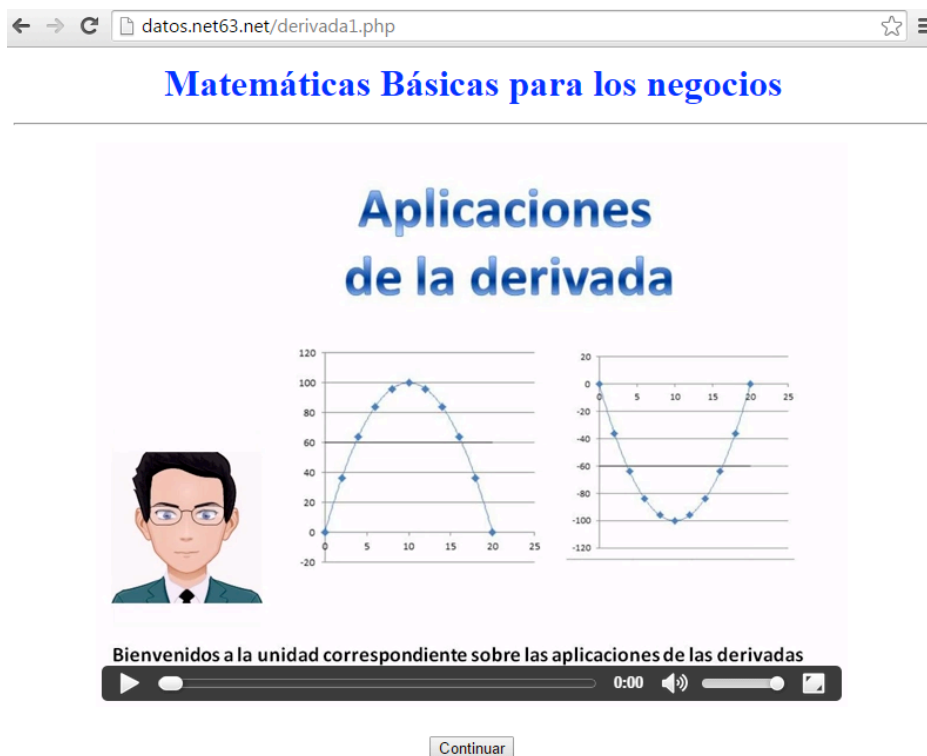 datos.net63.net/derivada1.php
Matemáticas Básicas para los negocios
Aplicaciones
de la derivada
120
100
80
60
40
20
0
-20
0 5 10 15 20 25
20
0
-20
-40
-60
-80
-100
-120
0 5 10 15 20 25
Bienvenidos a la unidad correspondiente sobre las aplicaciones de las derivadas
0:00
Continuar